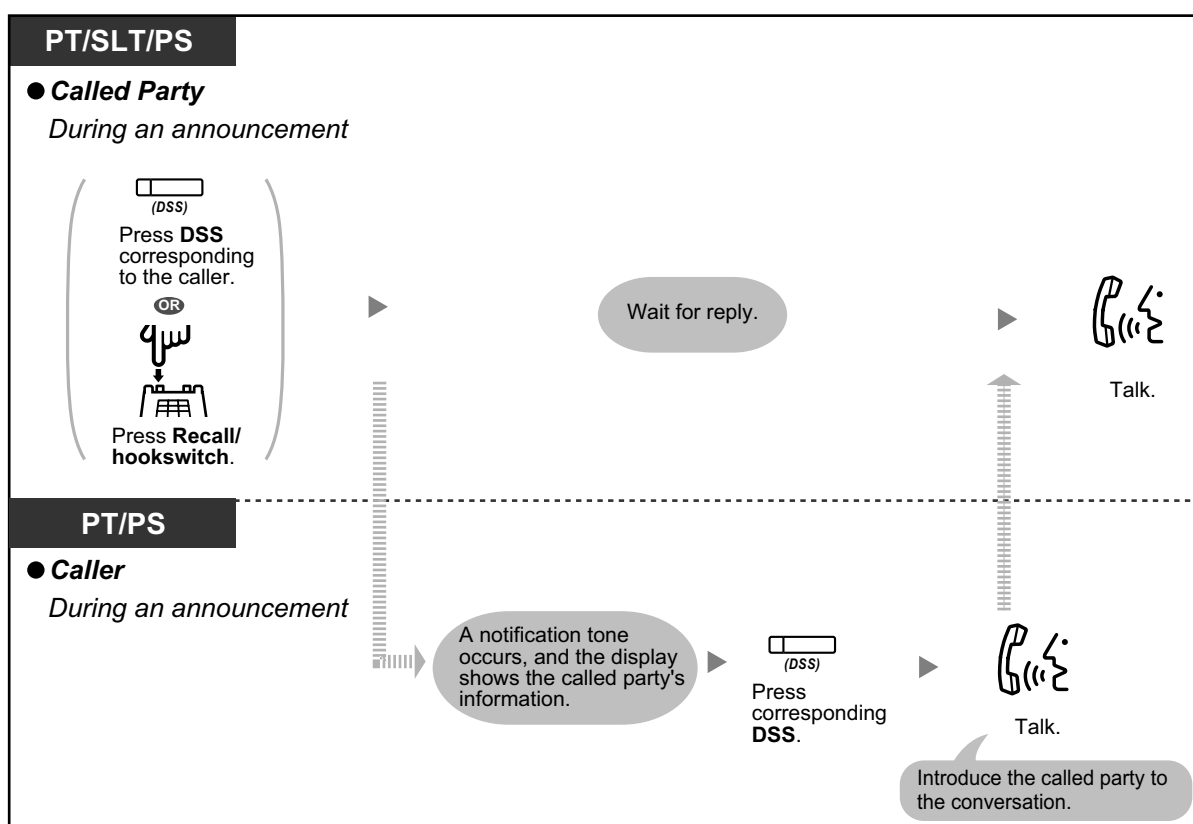 PT/SLT/PS
● Called Party
During an announcement
(DSS)
Press DSS
corresponding
to the caller.
OR
Press Recall/
hookswitch.
Wait for reply.
Talk.
PT/PS
● Caller
During an announcement
A notification tone
occurs, and the display
shows the called party's
information.
(DSS)
Press
corresponding
DSS.
Talk.
Introduce the called party to
the conversation.